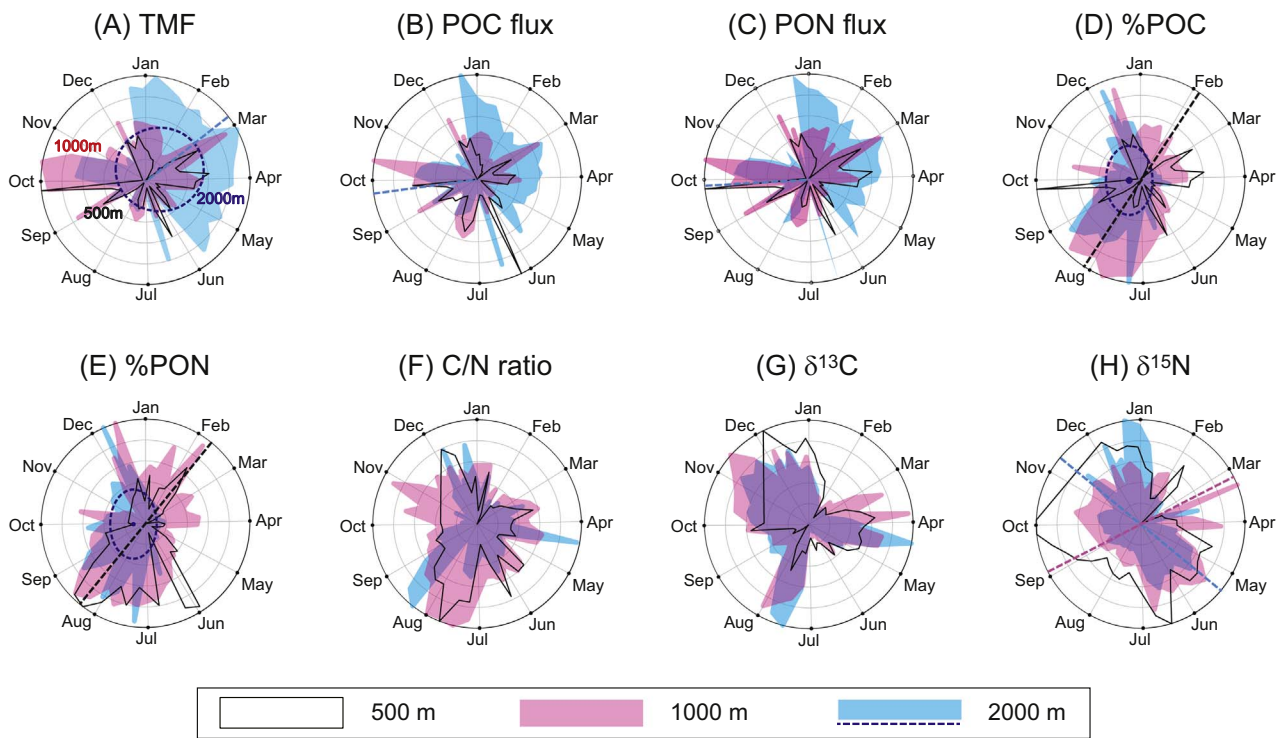 (A) TMF
(B) POC flux
(C) PON flux
(D) %POC
Jan
Feb
Mar
Apr
May
Jun
Jul
Aug
Sep
Oct
Nov
Dec
1000m
500m
2000m
Jan
Feb
Mar
Apr
May
Jun
Jul
Aug
Sep
Oct
Nov
Dec
Jan
Feb
Mar
Apr
May
Jun
Jul
Aug
Sep
Oct
Nov
Dec
Jan
Feb
Mar
Apr
May
Jun
Jul
Aug
Sep
Oct
Nov
Dec
(E) %PON
(F) C/N ratio
(G) δ¹³C
(H) δ¹⁵N
Jan
Feb
Mar
Apr
May
Jun
Jul
Aug
Sep
Oct
Nov
Dec
Jan
Feb
Mar
Apr
May
Jun
Jul
Aug
Sep
Oct
Nov
Dec
Jan
Feb
Mar
Apr
May
Jun
Jul
Aug
Sep
Oct
Nov
Dec
Jan
Feb
Mar
Apr
May
Jun
Jul
Aug
Sep
Oct
Nov
Dec
500 m
1000 m
2000 m